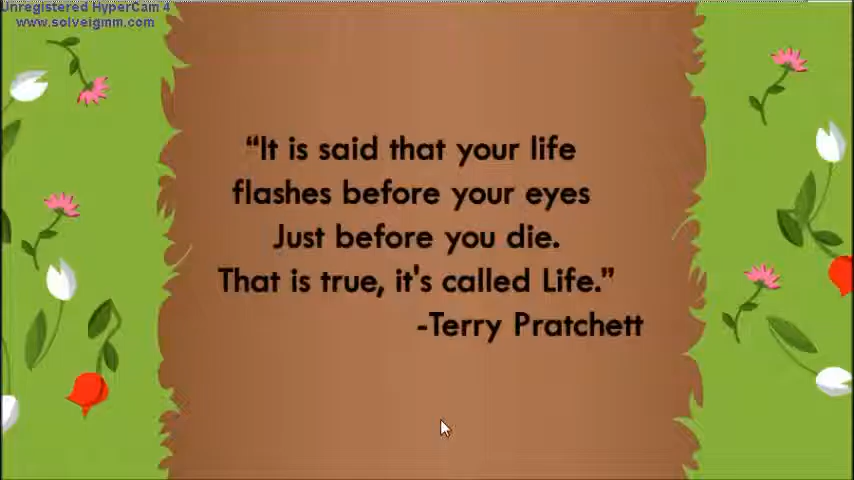 Unregistered HyperCam 4
www.solveigmm.com
“It is said that your life
flashes before your eyes
Just before you die.
That is true, it's called Life.”
-Terry Pratchett